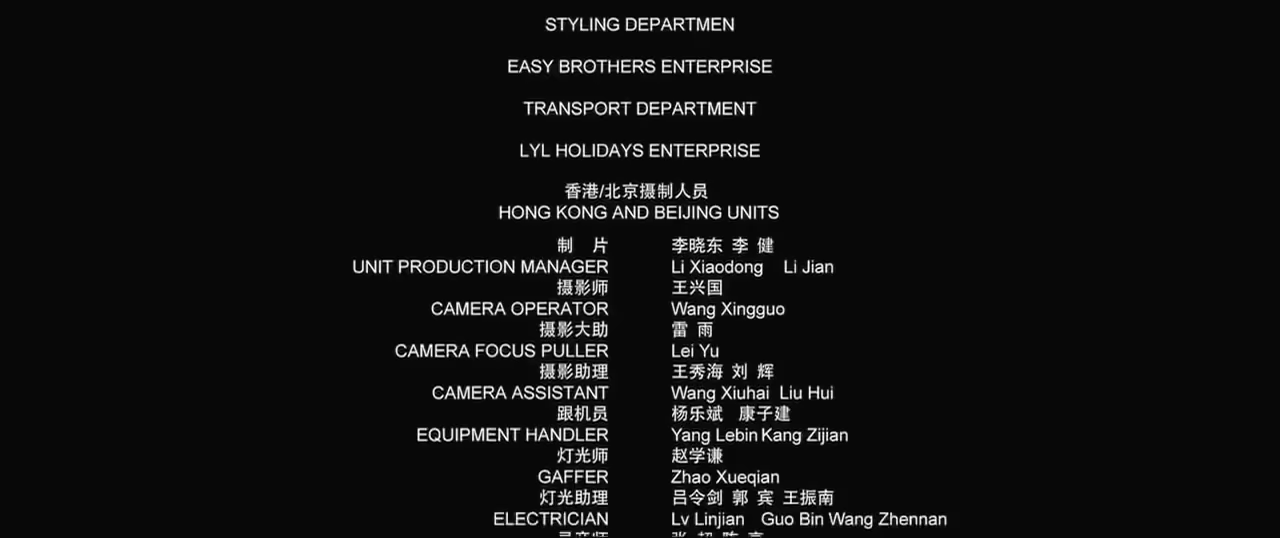 STYLING DEPARTMEN
EASY BROTHERS ENTERPRISE
TRANSPORT DEPARTMENT
LYL HOLIDAYS ENTERPRISE
香港/北京摄制人员
HONG KONG AND BEIJING UNITS
制 片 李晓东 李 健
UNIT PRODUCTION MANAGER Li Xiaodong Li Jian
摄影师 王兴国
CAMERA OPERATOR Wang Xingguo
摄影大助 雷 雨
CAMERA FOCUS PULLER Lei Yu
摄影助理 王秀海 刘 辉
CAMERA ASSISTANT Wang Xiuhai Liu Hui
跟机员 杨乐斌 康子建
EQUIPMENT HANDLER Yang Lebin Kang Zijian
灯光师 赵学谦
GAFFER Zhao Xueqian
灯光助理 吕令剑 郭 宾 王振南
ELECTRICIAN Lv Linjian Guo Bin Wang Zhennan